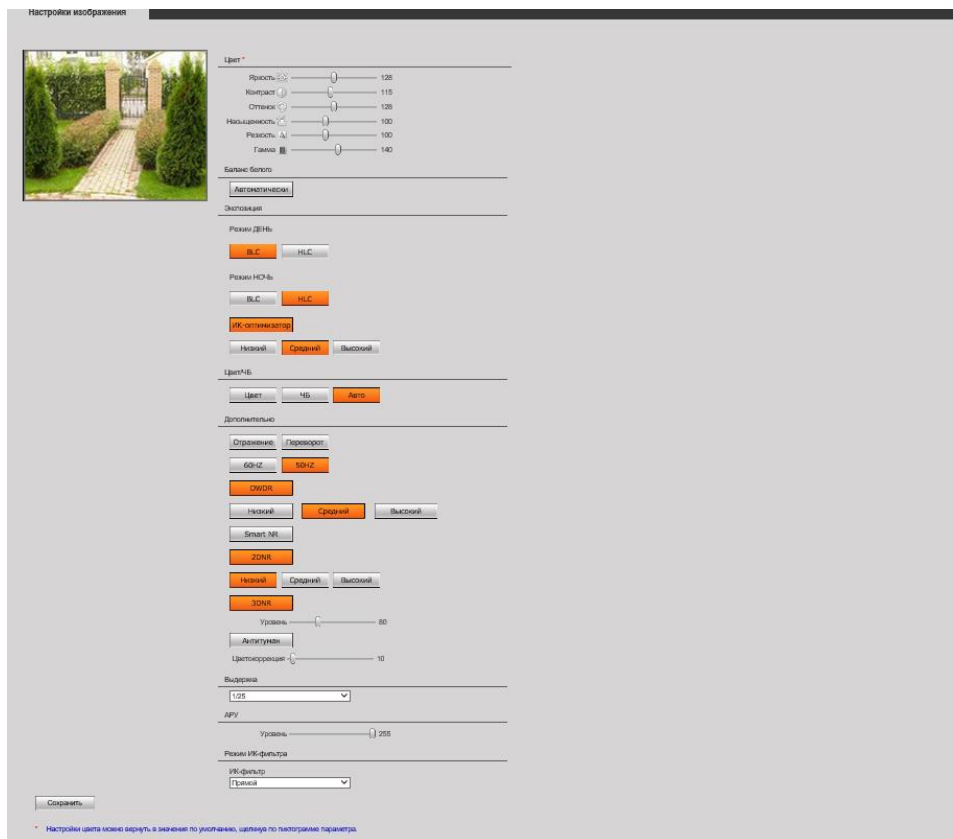 Настройки изображения
Цвет *
Яркость 128
Контраст 115
Оттенок 128
Насыщенность 100
Резкость 100
Гамма 140
Баланс белого
Автоматически
Экспозиция
Режим ДЕНЬ
BLC HLC
Режим НОЧЬ
BLC HLC
ИК-оптимизатор
Низкий Средний Высокий
Цвет/ЧБ
Цвет ЧБ Авто
Дополнительно
Отражение Переворот
60HZ 50HZ
DWDR
Низкий Средний Высокий
Smart NR
2DNR
Низкий Средний Высокий
3DNR
Уровень 80
Антитуман
Цветокоррекция 10
Выдержка
1/25
АРУ
Уровень 255
Режим ИК-фильтра
ИК-фильтр
Прямой
Сохранить
* Настройки цвета можно вернуть в значения по умолчанию, щелкнув по пиктограмме параметра.